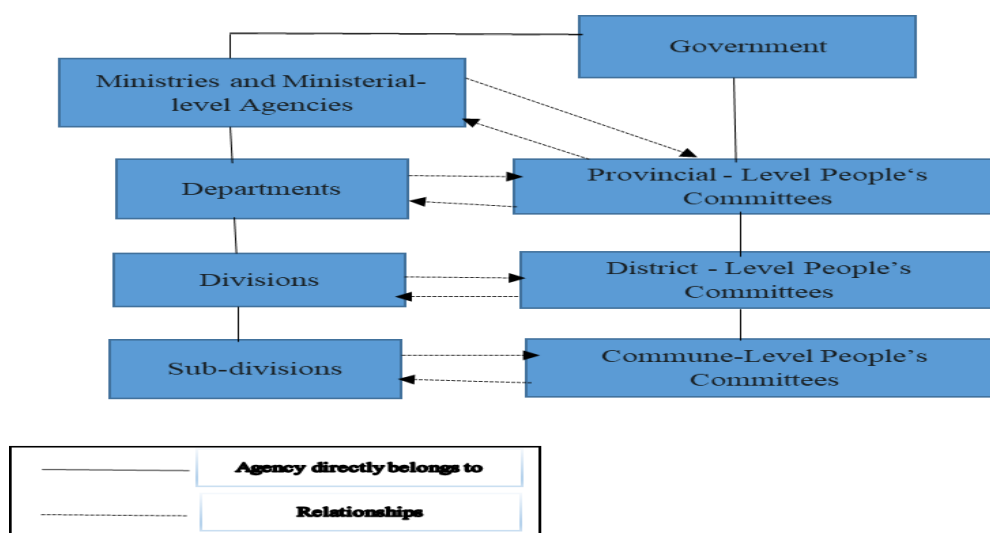 Government
Ministries and Ministerial-
level Agencies
Departments
Provincial - Level People‘s
Committees
Divisions
District - Level People’s
Committees
Sub-divisions
Commune-Level People’s
Committees
Agency directly belongs to
Relationships